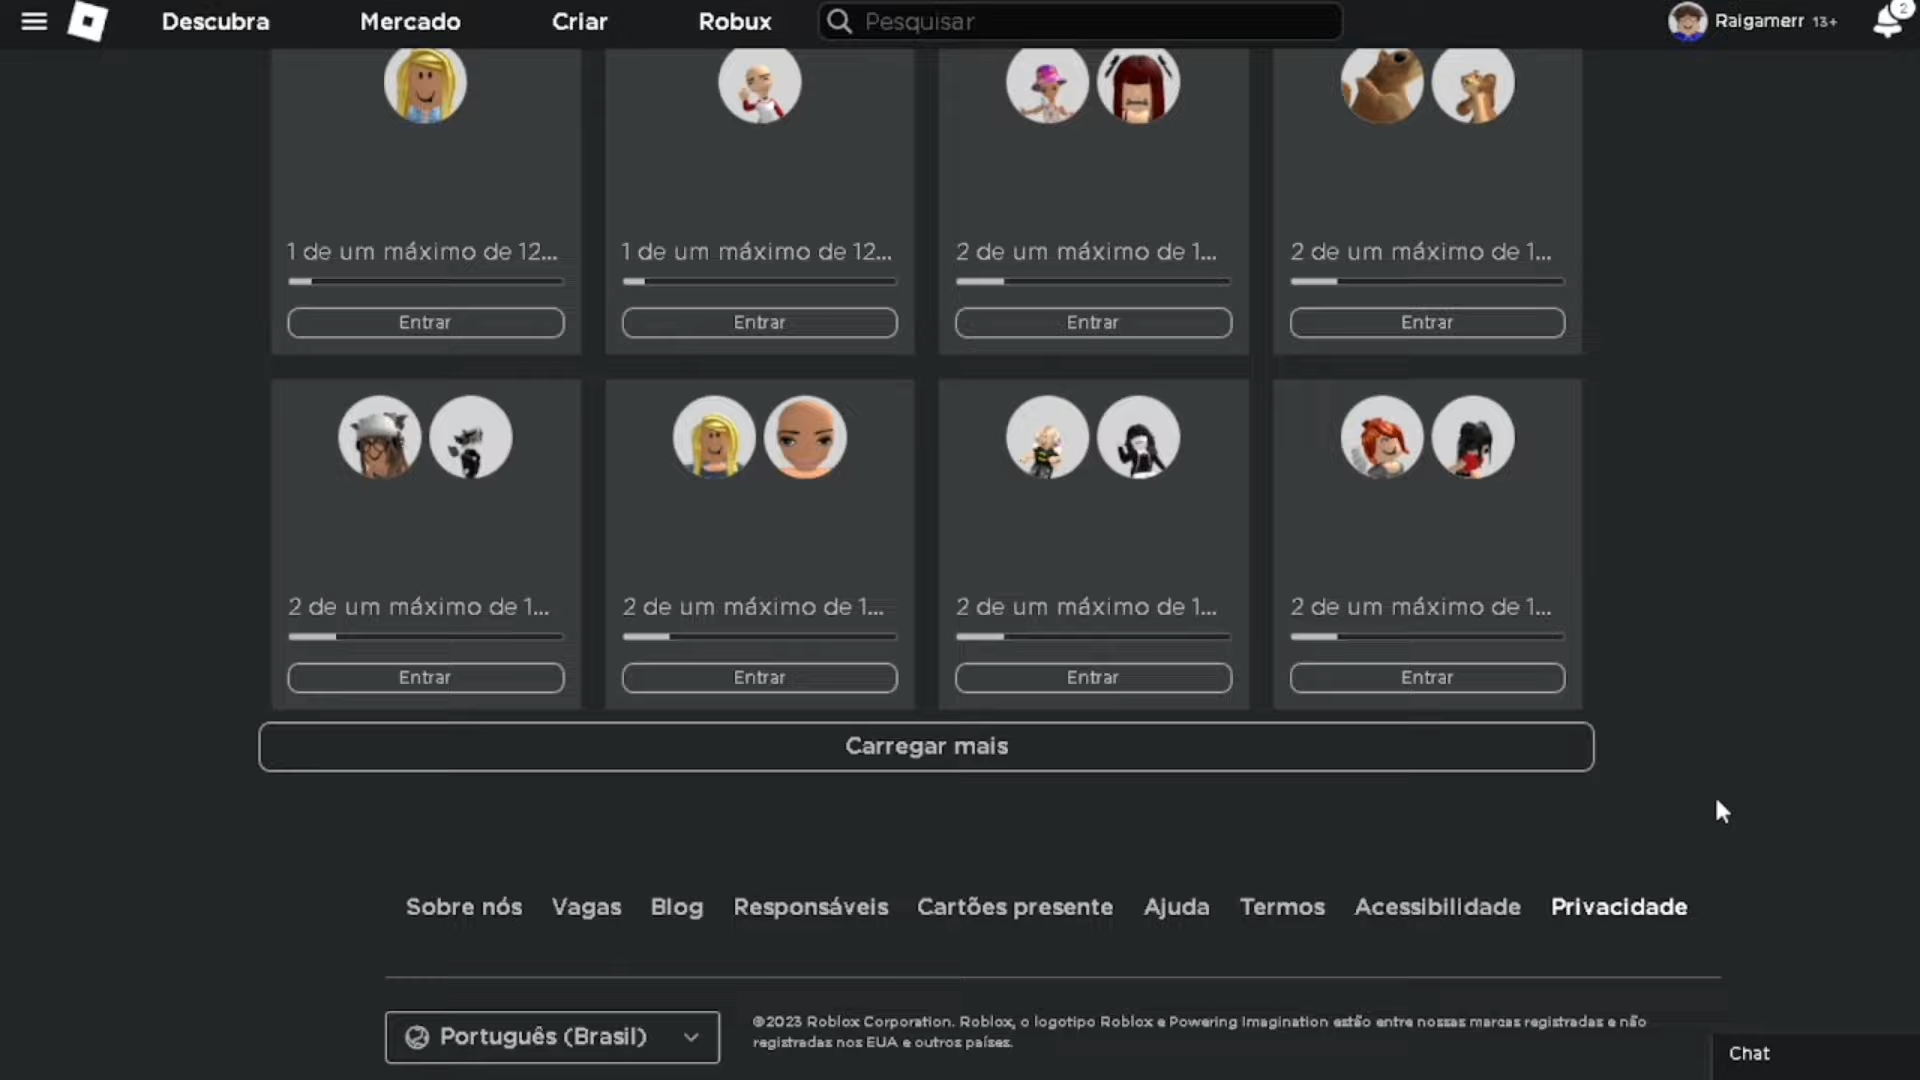 Descubra Mercado Criar Robux Pesquisar Raigamerr 13+ 2
1 de um máximo de 12... 1 de um máximo de 12... 2 de um máximo de 1... 2 de um máximo de 1...
Entrar Entrar Entrar Entrar
2 de um máximo de 1... 2 de um máximo de 1... 2 de um máximo de 1... 2 de um máximo de 1...
Entrar Entrar Entrar Entrar
Carregar mais
Sobre nós Vagas Blog Responsáveis Cartões presente Ajuda Termos Acessibilidade Privacidade
Português (Brasil)
©2023 Roblox Corporation. Roblox, o logotipo Roblox e Powering Imagination estão entre nossas marcas registradas e não
registradas nos EUA e outros países.
Chat